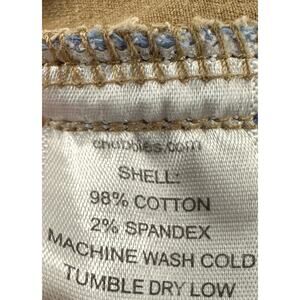 chubbies.com
SHELL:
98% COTTON
2% SPANDEX
MACHINE WASH COLD
TUMBLE DRY LOW